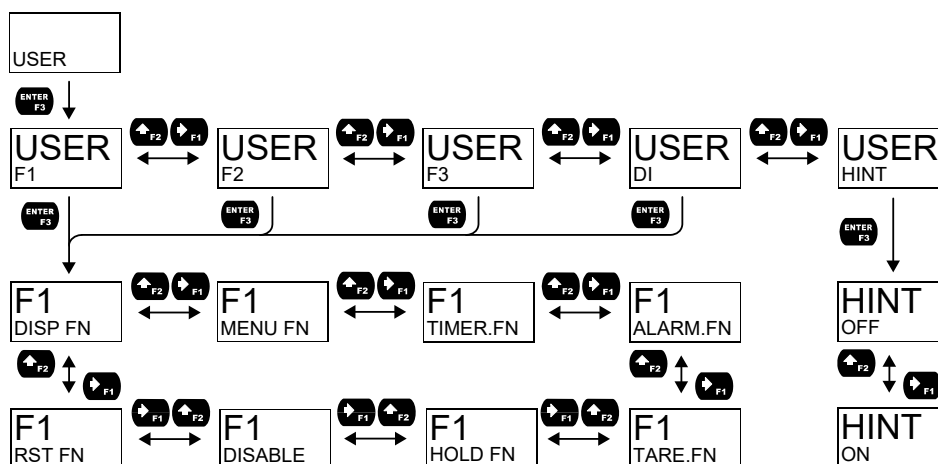 USER
ENTER F3
F2 F1 F2 F1 F2 F1 F2 F1
USER USER USER USER USER
F1 F2 F3 DI HINT
ENTER F3 ENTER F3 ENTER F3 ENTER F3
ENTER F3
F2 F1 F2 F1 F2 F1
F1 F1 F1 F1 HINT
DISP FN MENU FN TIMER.FN ALARM.FN OFF
F2 F2 F2
F1 F1 F1
F1 F2 F1 F2 F1 F2
F1 F1 F1 F1 HINT
RST FN DISABLE HOLD FN TARE.FN ON